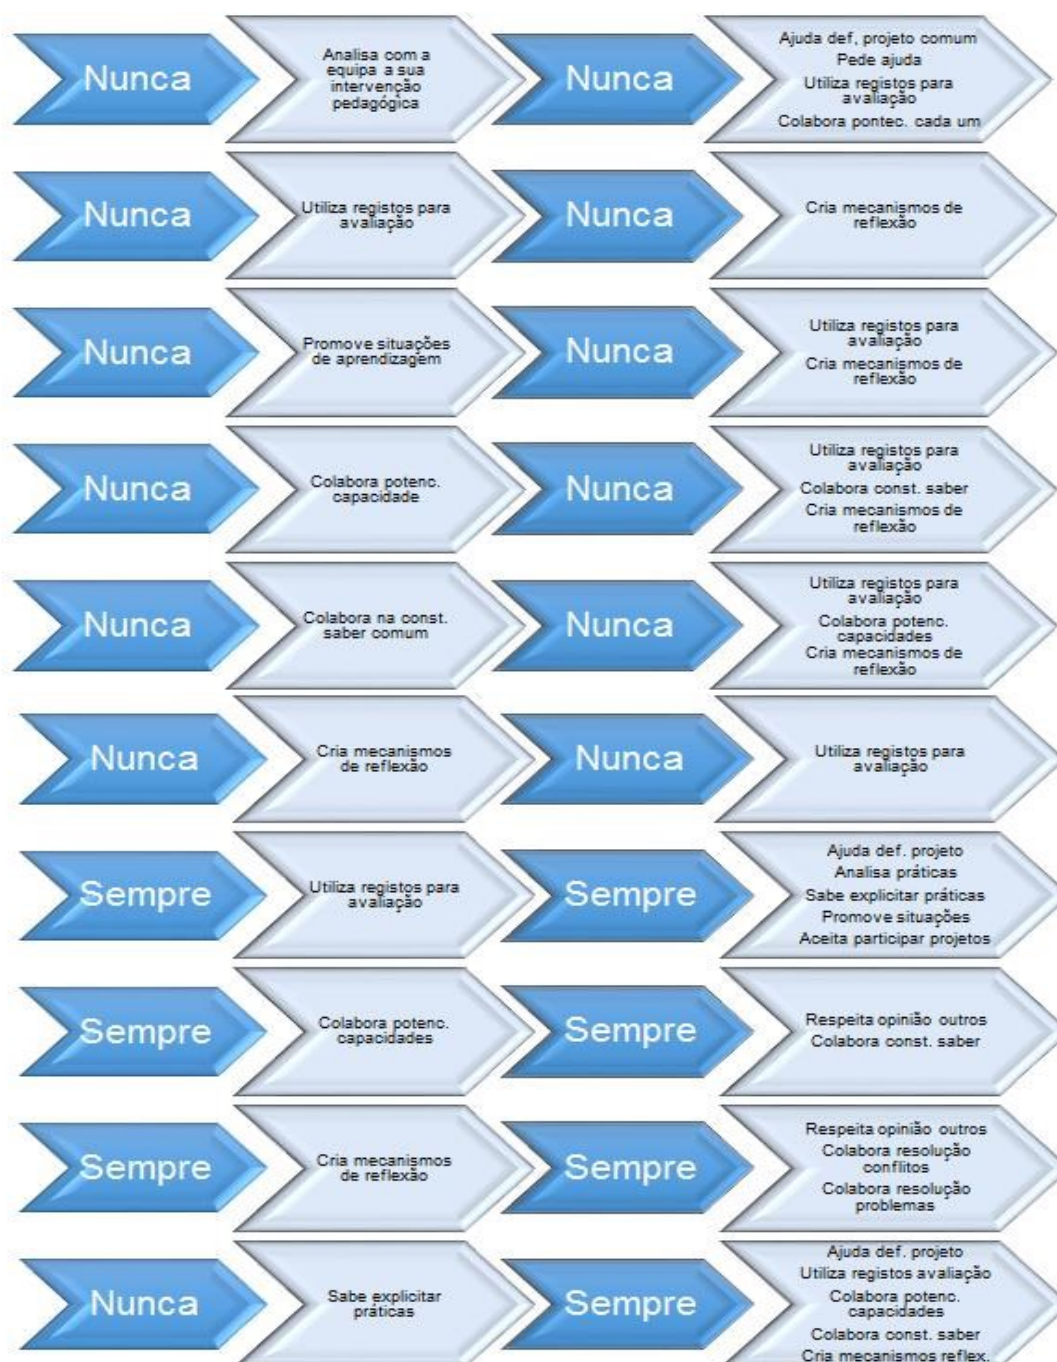 Nunca
Analisa com a
equipa a sua
intervenção
pedagógica
Nunca
Ajuda def, projeto comum
Pede ajuda
Utiliza registos para
avaliação
Colabora pontec. cada um
Nunca
Utiliza registos para
avaliação
Nunca
Cria mecanismos de
reflexão
Nunca
Promove situações
de aprendizagem
Nunca
Utiliza registos para
avaliação
Cria mecanismos de
reflexão
Nunca
Colabora potenc.
capacidade
Nunca
Utiliza registos para
avaliação
Colabora const. saber
Cria mecanismos de
reflexão
Nunca
Colabora na const.
saber comum
Nunca
Utiliza registos para
avaliação
Colabora potenc.
capacidades
Cria mecanismos de
reflexão
Nunca
Cria mecanismos
de reflexão
Nunca
Utiliza registos para
avaliação
Sempre
Utiliza registos para
avaliação
Sempre
Ajuda def. projeto
Analisa práticas
Sabe explicitar práticas
Promove situações
Aceita participar projetos
Sempre
Colabora potenc.
capacidades
Sempre
Respeita opinião outros
Colabora const. saber
Sempre
Cria mecanismos
de reflexão
Sempre
Respeita opinião outros
Colabora resolução
conflitos
Colabora resolução
problemas
Nunca
Sabe explicitar
práticas
Sempre
Ajuda def. projeto
Utiliza registos avaliação
Colabora potenc.
capacidades
Colabora const. saber
Cria mecanismos reflex.